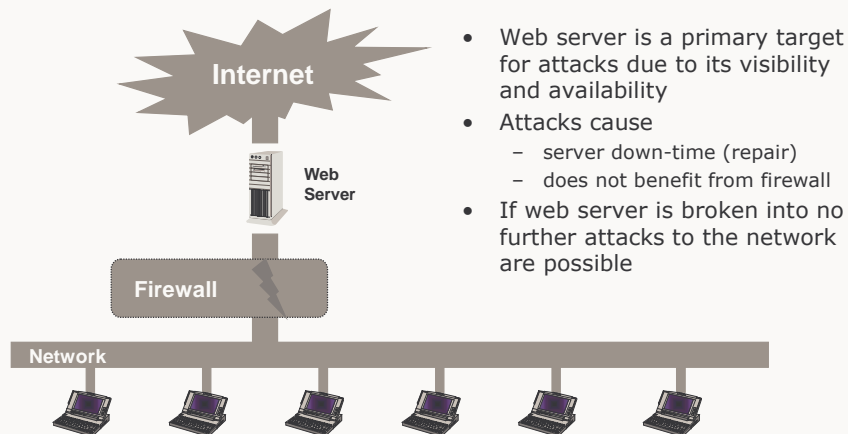 Internet
Web
Server
Firewall
Network
• Web server is a primary target
for attacks due to its visibility
and availability
• Attacks cause
– server down-time (repair)
– does not benefit from firewall
• If web server is broken into no
further attacks to the network
are possible